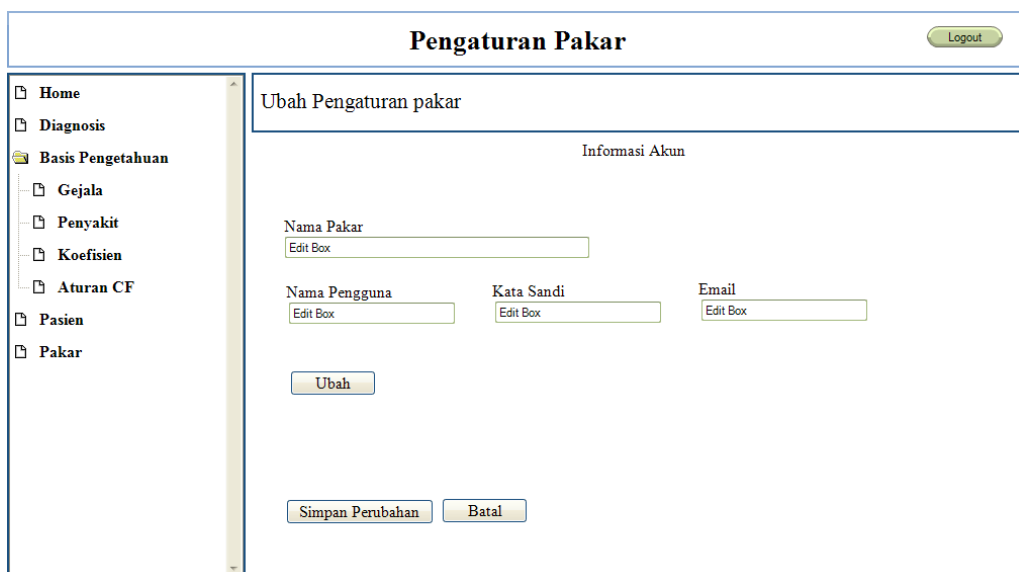 Pengaturan Pakar
Logout
Home
Diagnosis
Basis Pengetahuan
Gejala
Penyakit
Koefisien
Aturan CF
Pasien
Pakar
Ubah Pengaturan pakar
Informasi Akun
Nama Pakar
Edit Box
Nama Pengguna Kata Sandi Email
Edit Box Edit Box Edit Box
Ubah
Simpan Perubahan Batal